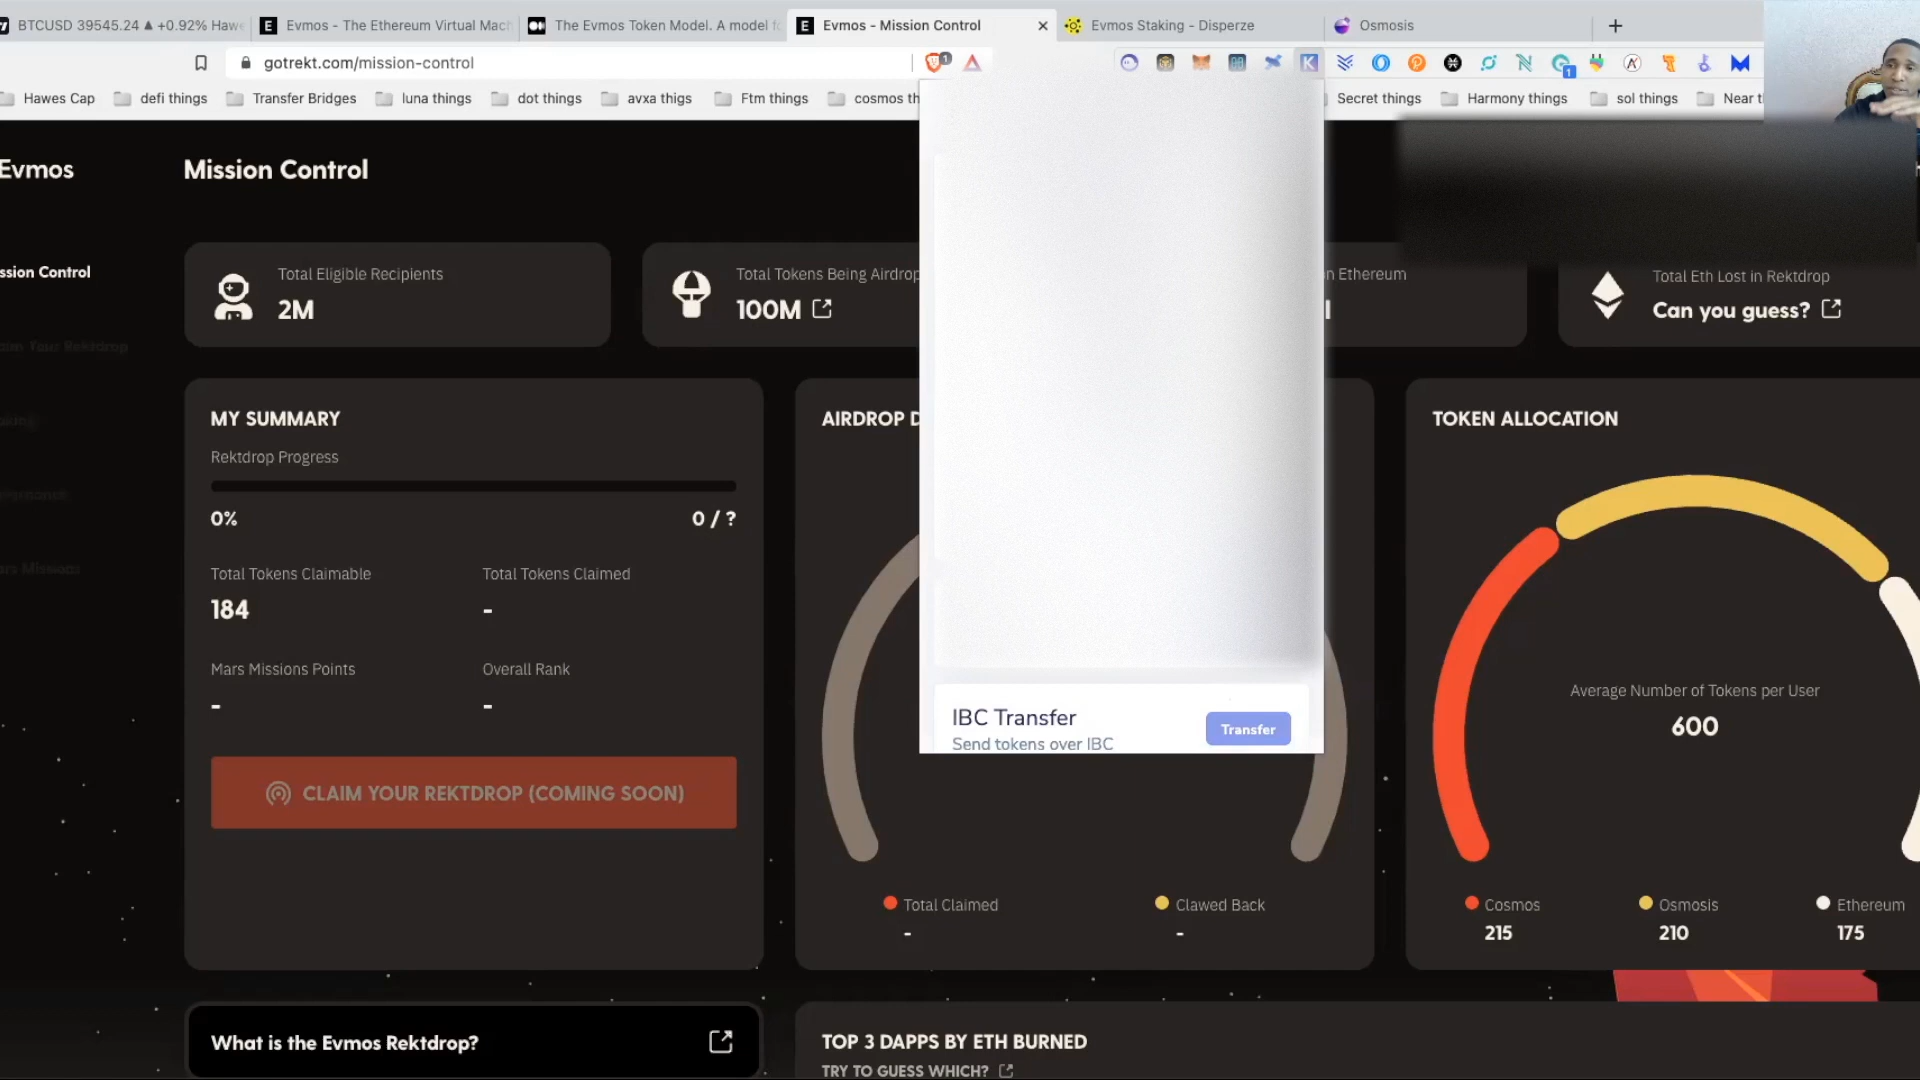 BTCUSD 39545.24 ▲ +0.92% Hawe
Evmos - The Ethereum Virtual Mach
The Evmos Token Model. A model fo
Evmos - Mission Control
Evmos Staking - Disperze
Osmosis
gotrekt.com/mission-control
1
1
Hawes Cap
defi things
Transfer Bridges
luna things
dot things
avxa thigs
Ftm things
cosmos th
Secret things
Harmony things
sol things
Near t
Evmos
Mission Control
ssion Control
aim Your Rektdrop
Total Eligible Recipients
2M
Total Tokens Being Airdrop
100M
n Ethereum
Total Eth Lost in Rektdrop
Can you guess?
MY SUMMARY
Rektdrop Progress
0%
0 / ?
Total Tokens Claimable
184
Total Tokens Claimed
-
Mars Missions Points
-
Overall Rank
-
CLAIM YOUR REKTDROP (COMING SOON)
AIRDROP D
Total Claimed
-
Clawed Back
-
IBC Transfer
Send tokens over IBC
Transfer
TOKEN ALLOCATION
Average Number of Tokens per User
600
Cosmos
215
Osmosis
210
Ethereum
175
What is the Evmos Rektdrop?
TOP 3 DAPPS BY ETH BURNED
TRY TO GUESS WHICH?